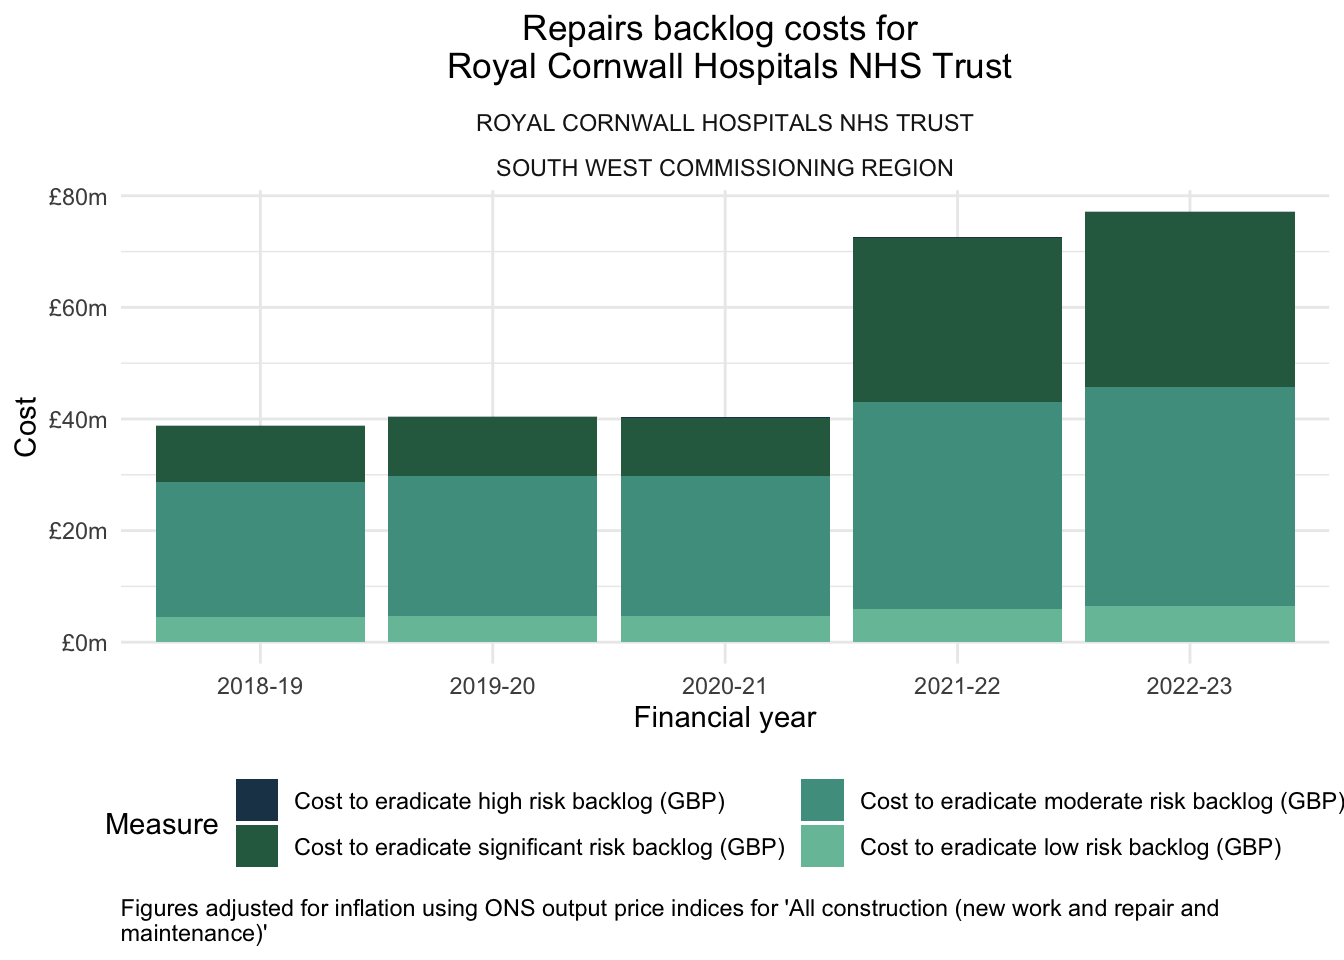 Repairs backlog costs for
Royal Cornwall Hospitals NHS Trust
ROYAL CORNWALL HOSPITALS NHS TRUST
SOUTH WEST COMMISSIONING REGION
£80m
£60m
£40m
£20m
£0m
Cost
2018-19 2019-20 2020-21 2021-22 2022-23
Financial year
Measure
Cost to eradicate high risk backlog (GBP)
Cost to eradicate significant risk backlog (GBP)
Cost to eradicate moderate risk backlog (GBP)
Cost to eradicate low risk backlog (GBP)
Figures adjusted for inflation using ONS output price indices for 'All construction (new work and repair and
maintenance)'